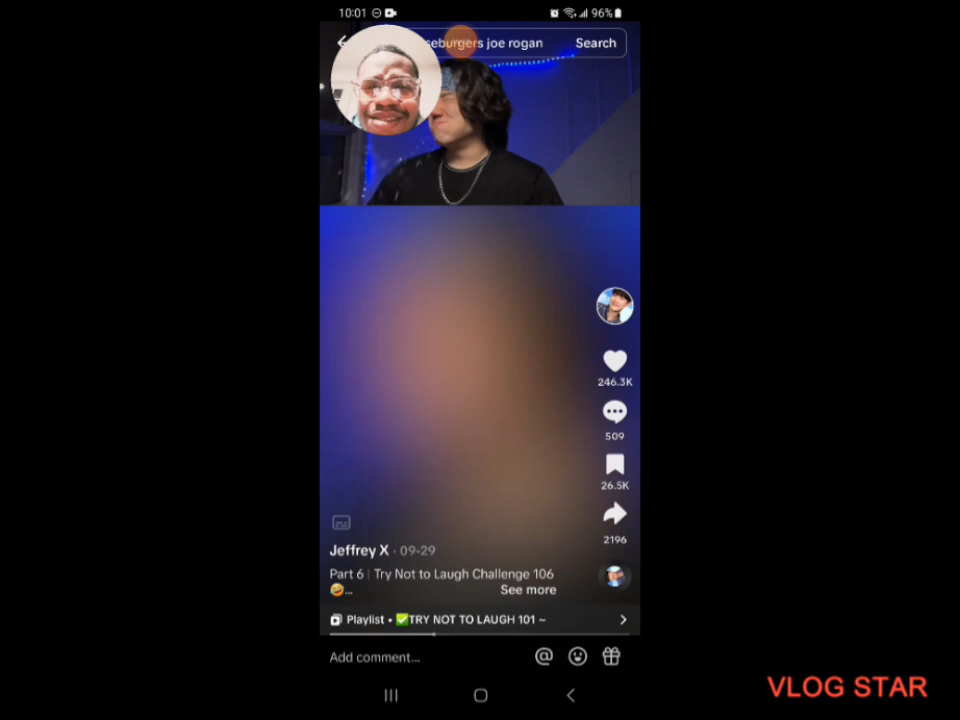 10:01 96%
seburgers joe rogan Search
246.3K
509
26.5K
2196
Jeffrey X · 09-29
Part 6 | Try Not to Laugh Challenge 106
🤣... See more
Playlist • ✅TRY NOT TO LAUGH 101 ~
Add comment... @
VLOG STAR